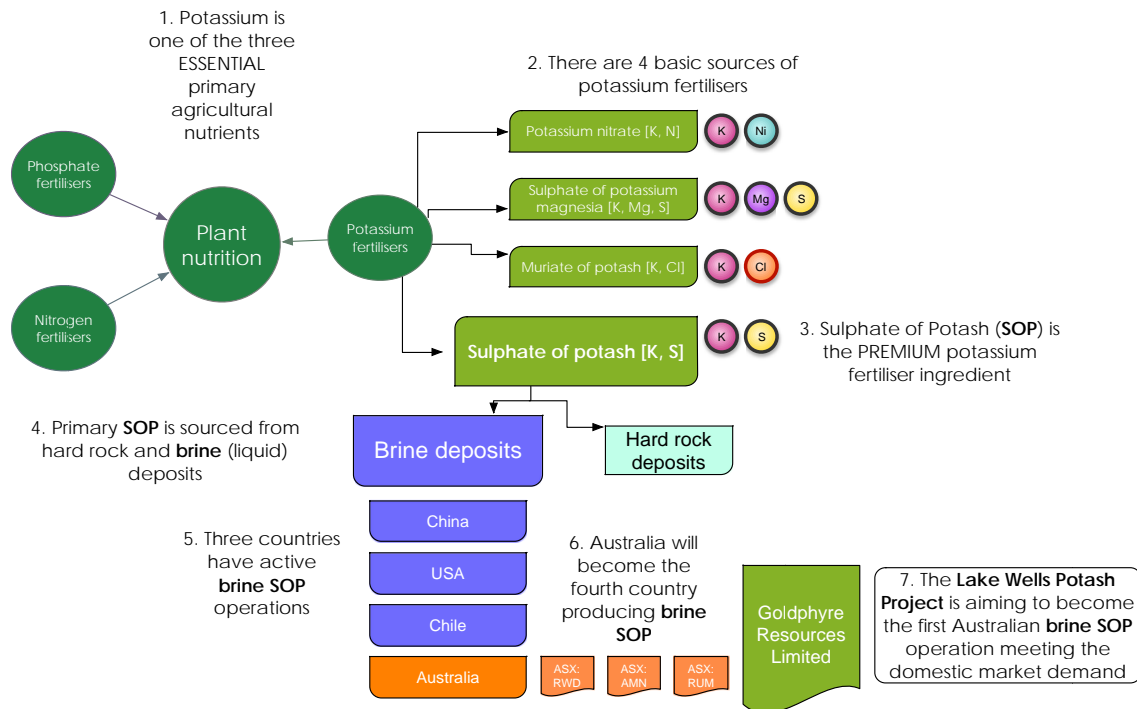 1. Potassium is
one of the three
ESSENTIAL
primary
agricultural
nutrients
2. There are 4 basic sources of
potassium fertilisers
Phosphate
fertilisers
Plant
nutrition
Nitrogen
fertilisers
Potassium
fertilisers
Potassium nitrate [K, N]
K
Ni
Sulphate of potassium
magnesia [K, Mg, S]
K
Mg
S
Muriate of potash [K, Cl]
K
Cl
Sulphate of potash [K, S]
K
S
3. Sulphate of Potash (SOP) is
the PREMIUM potassium
fertiliser ingredient
4. Primary SOP is sourced from
hard rock and brine (liquid)
deposits
Brine deposits
Hard rock
deposits
5. Three countries
have active
brine SOP
operations
China
USA
Chile
Australia
6. Australia will
become the
fourth country
producing brine
SOP
ASX:
RWD
ASX:
AMN
ASX:
RUM
Goldphyre
Resources
Limited
7. The Lake Wells Potash
Project is aiming to become
the first Australian brine SOP
operation meeting the
domestic market demand